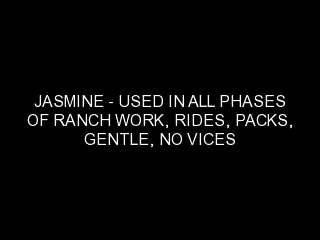 JASMINE - USED IN ALL PHASES
OF RANCH WORK, RIDES, PACKS,
GENTLE, NO VICES